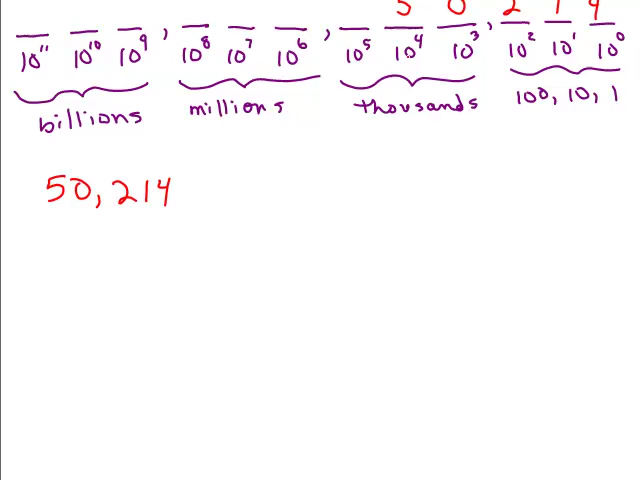 5 0 , 2 1 4
, ,
10¹¹ 10¹⁰ 10⁹ 10⁸ 10⁷ 10⁶ 10⁵ 10⁴ 10³ 10² 10¹ 10⁰
billions millions thousands 100, 10, 1
50, 214